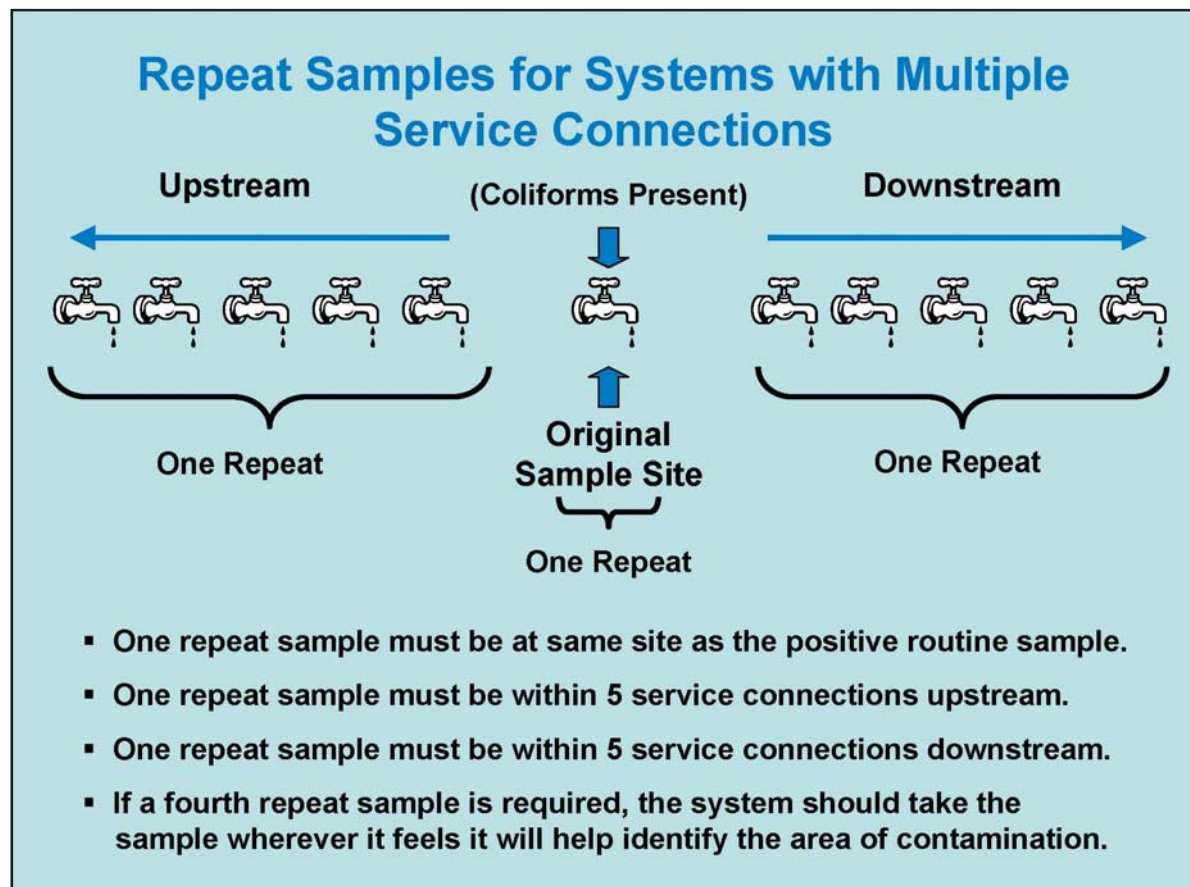 Repeat Samples for Systems with Multiple
Service Connections
Upstream
(Coliforms Present)
Downstream
One Repeat
Original
Sample Site
One Repeat
One Repeat
▪ One repeat sample must be at same site as the positive routine sample.
▪ One repeat sample must be within 5 service connections upstream.
▪ One repeat sample must be within 5 service connections downstream.
▪ If a fourth repeat sample is required, the system should take the
sample wherever it feels it will help identify the area of contamination.